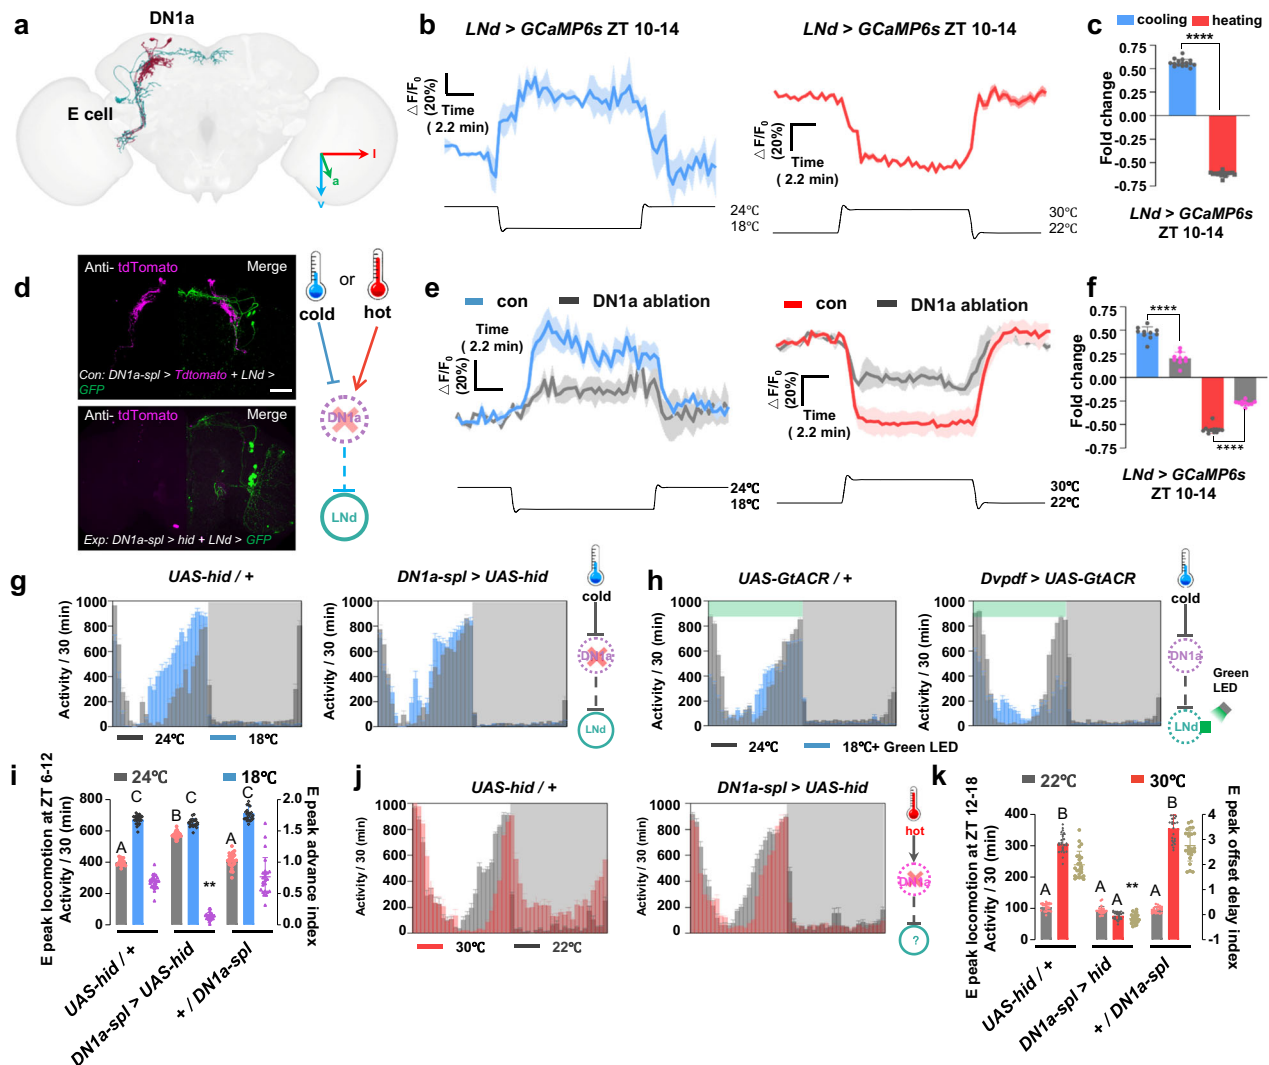 a
DN1a
E cell
l
a
v
b
LNd > GCaMP6s ZT 10-14
△ F/F0
(20%)
Time
( 2.2 min)
24℃
18℃
LNd > GCaMP6s ZT 10-14
△ F/F0
(20%)
Time
( 2.2 min)
30℃
22℃
c
cooling
heating
****
Fold change
0.75
0.50
0.25
0.00
-0.25
-0.50
-0.75
LNd > GCaMP6s
ZT 10-14
d
Anti- tdTomato
Merge
Con: DN1a-spl > Tdtomato + LNd >
GFP
Anti- tdTomato
Merge
Exp: DN1a-spl > hid + LNd > GFP
or
cold
hot
DN1a
LNd
e
con
DN1a ablation
Time
( 2.2 min)
△ F/F0
(20%)
24℃
18℃
con
DN1a ablation
△ F/F0
(20%)
Time
( 2.2 min)
30℃
22℃
f
****
Fold change
0.75
0.50
0.25
0.00
-0.25
-0.50
-0.75
****
LNd > GCaMP6s
ZT 10-14
g
UAS-hid / +
Activity / 30 (min)
1000
800
600
400
200
0
DN1a-spl > UAS-hid
Activity / 30 (min)
1000
800
600
400
200
0
24℃
18℃
cold
DN1a
LNd
h
UAS-GtACR / +
Activity / 30 (min)
1000
800
600
400
200
0
Dvpdf > UAS-GtACR
Activity / 30 (min)
1000
800
600
400
200
0
24℃
18℃+ Green LED
cold
DN1a
Green
LED
LNd
i
24℃
18℃
E peak locomotion at ZT 6-12
Activity / 30 (min)
800
600
400
200
0
A
C
B
C
**
A
C
2.0
1.5
1.0
0.5
0.0
E peak advance
index
UAS-hid / +
DN1a-spl > UAS-hid
+ / DN1a-spl
j
UAS-hid / +
Activity / 30 (min)
1000
800
600
400
200
0
DN1a-spl > UAS-hid
Activity / 30 (min)
1000
800
600
400
200
0
30℃
22℃
hot
DN1a
?
k
22℃
30℃
E peak locomotion at ZT 12-18
Activity / 30 (min)
400
300
200
100
0
A
B
A
A
**
A
C
4
3
2
1
0
-1
E peak offset delay index
UAS-hid / +
DN1a-spl > hid
+ / DN1a-spl